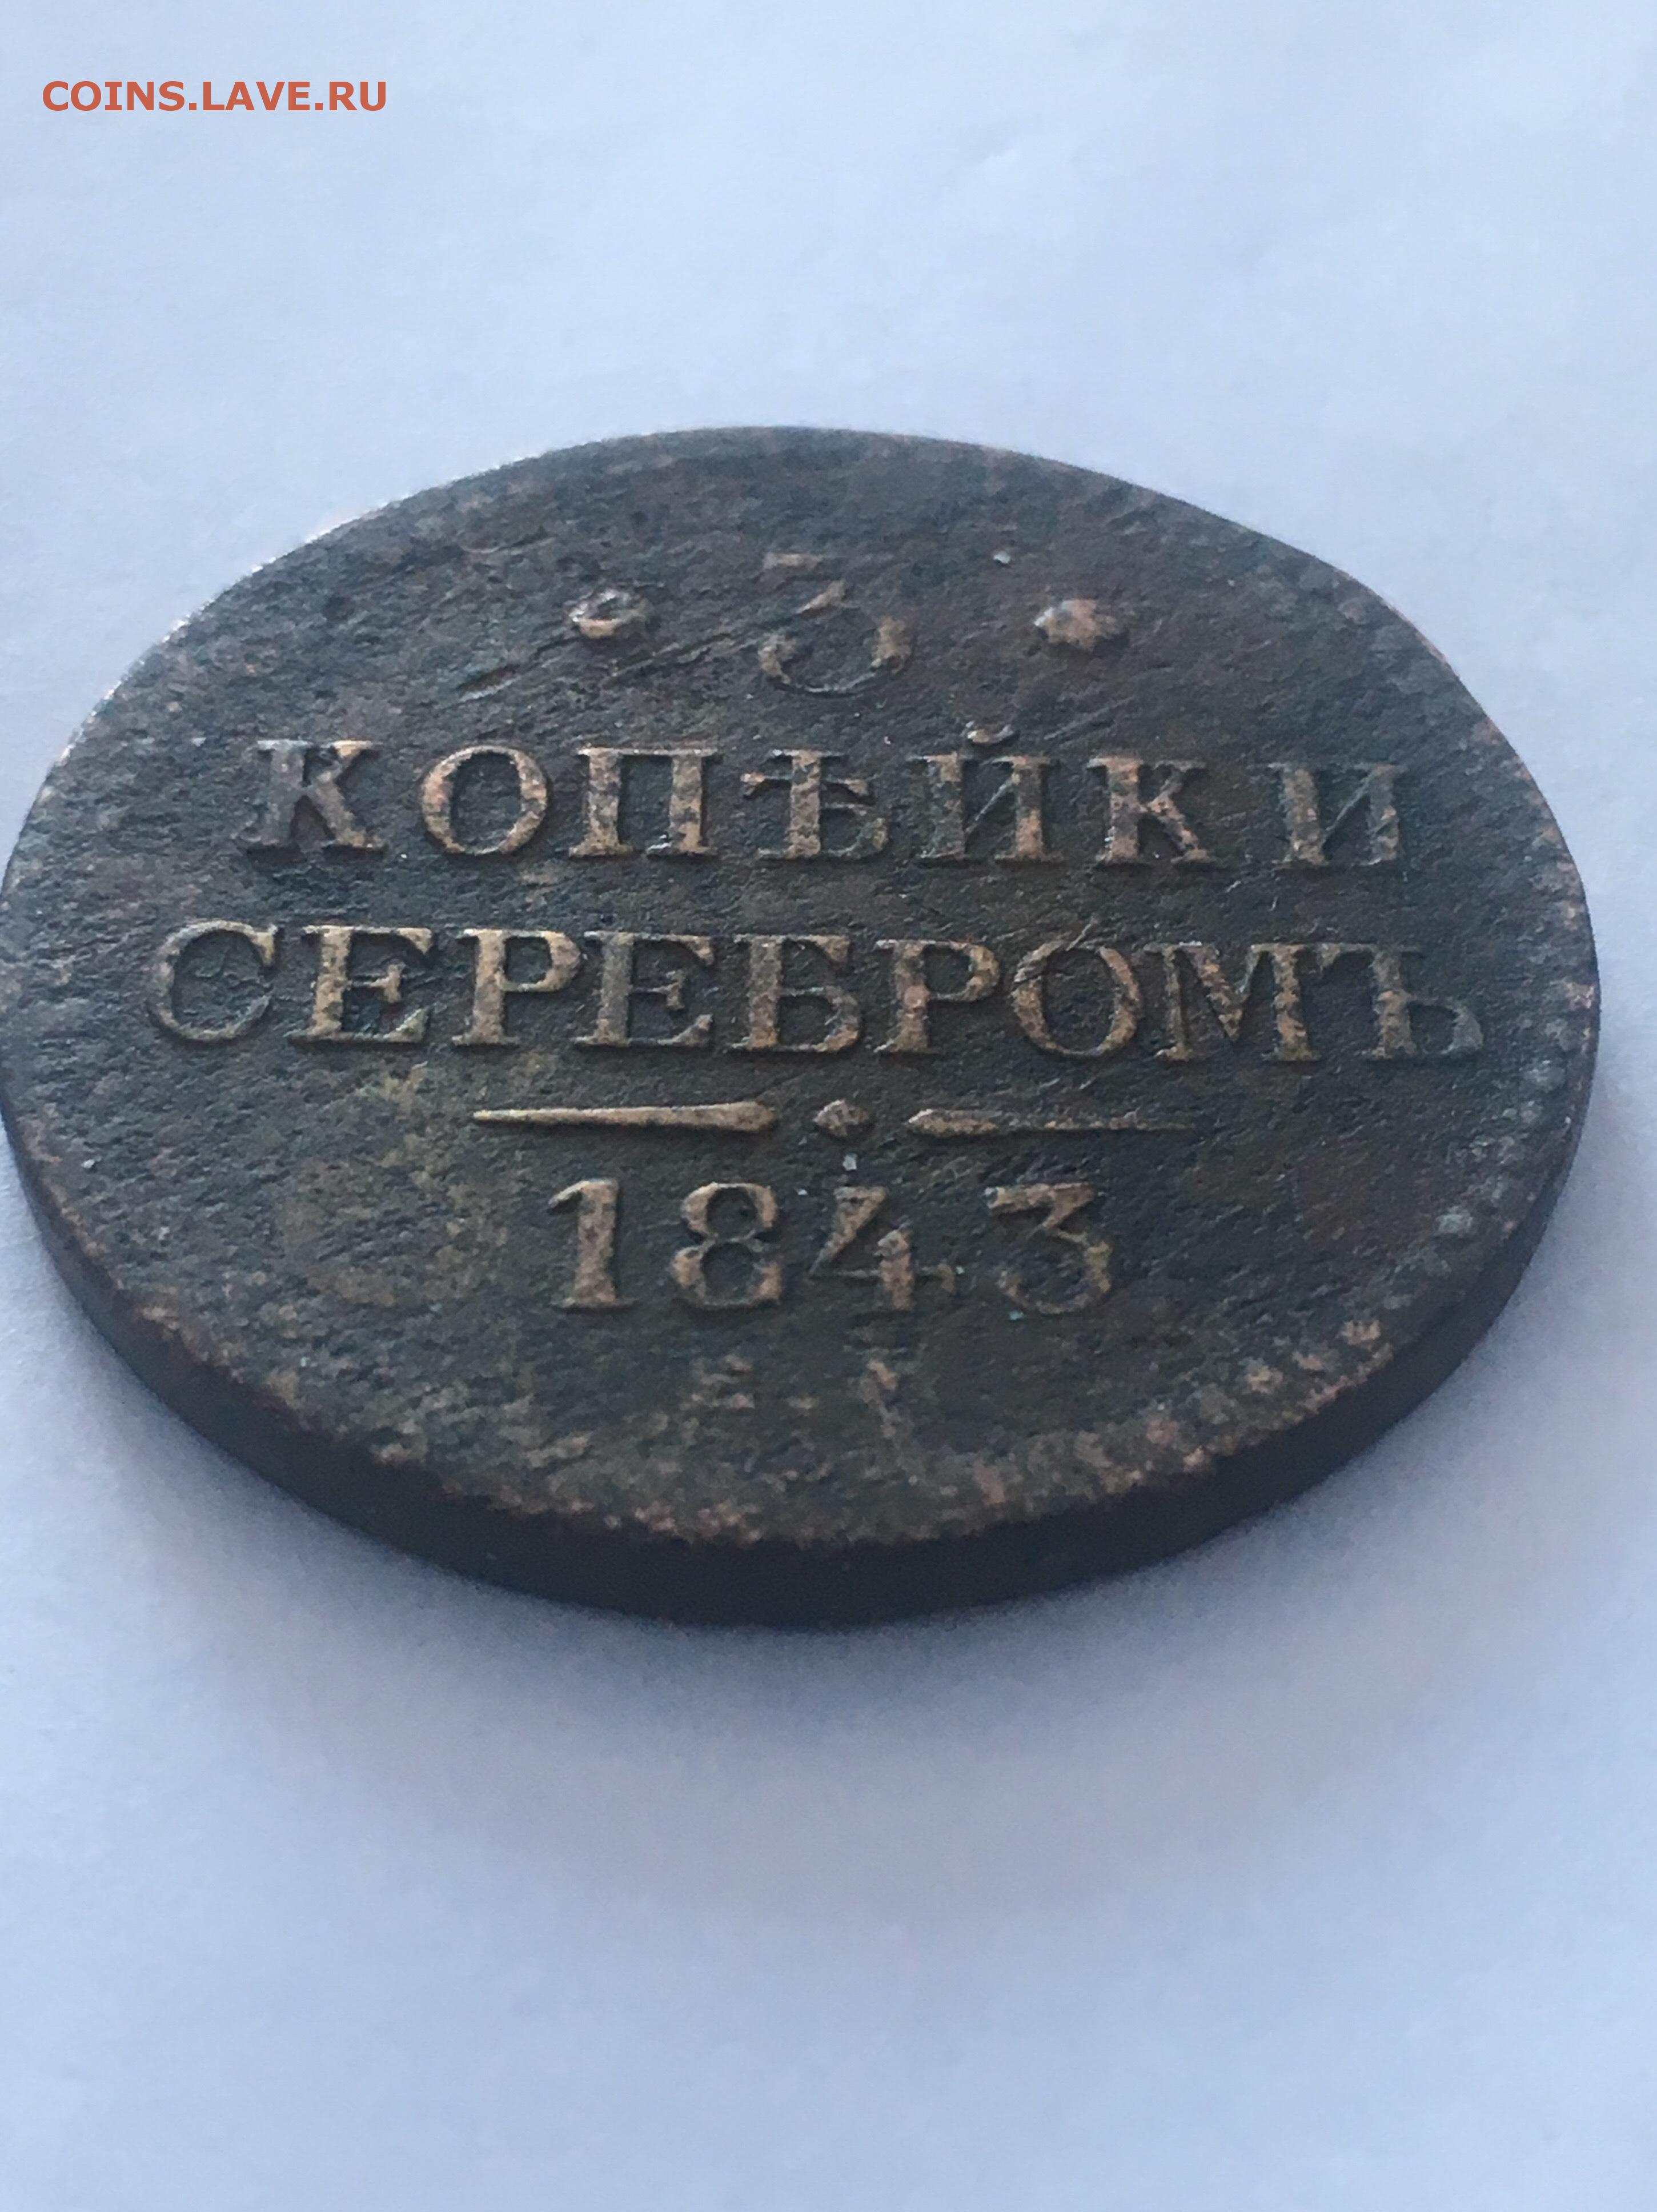 COINS.LAVE.RU
3
КОПѢЙКИ
СЕРЕБРОМЪ
1843